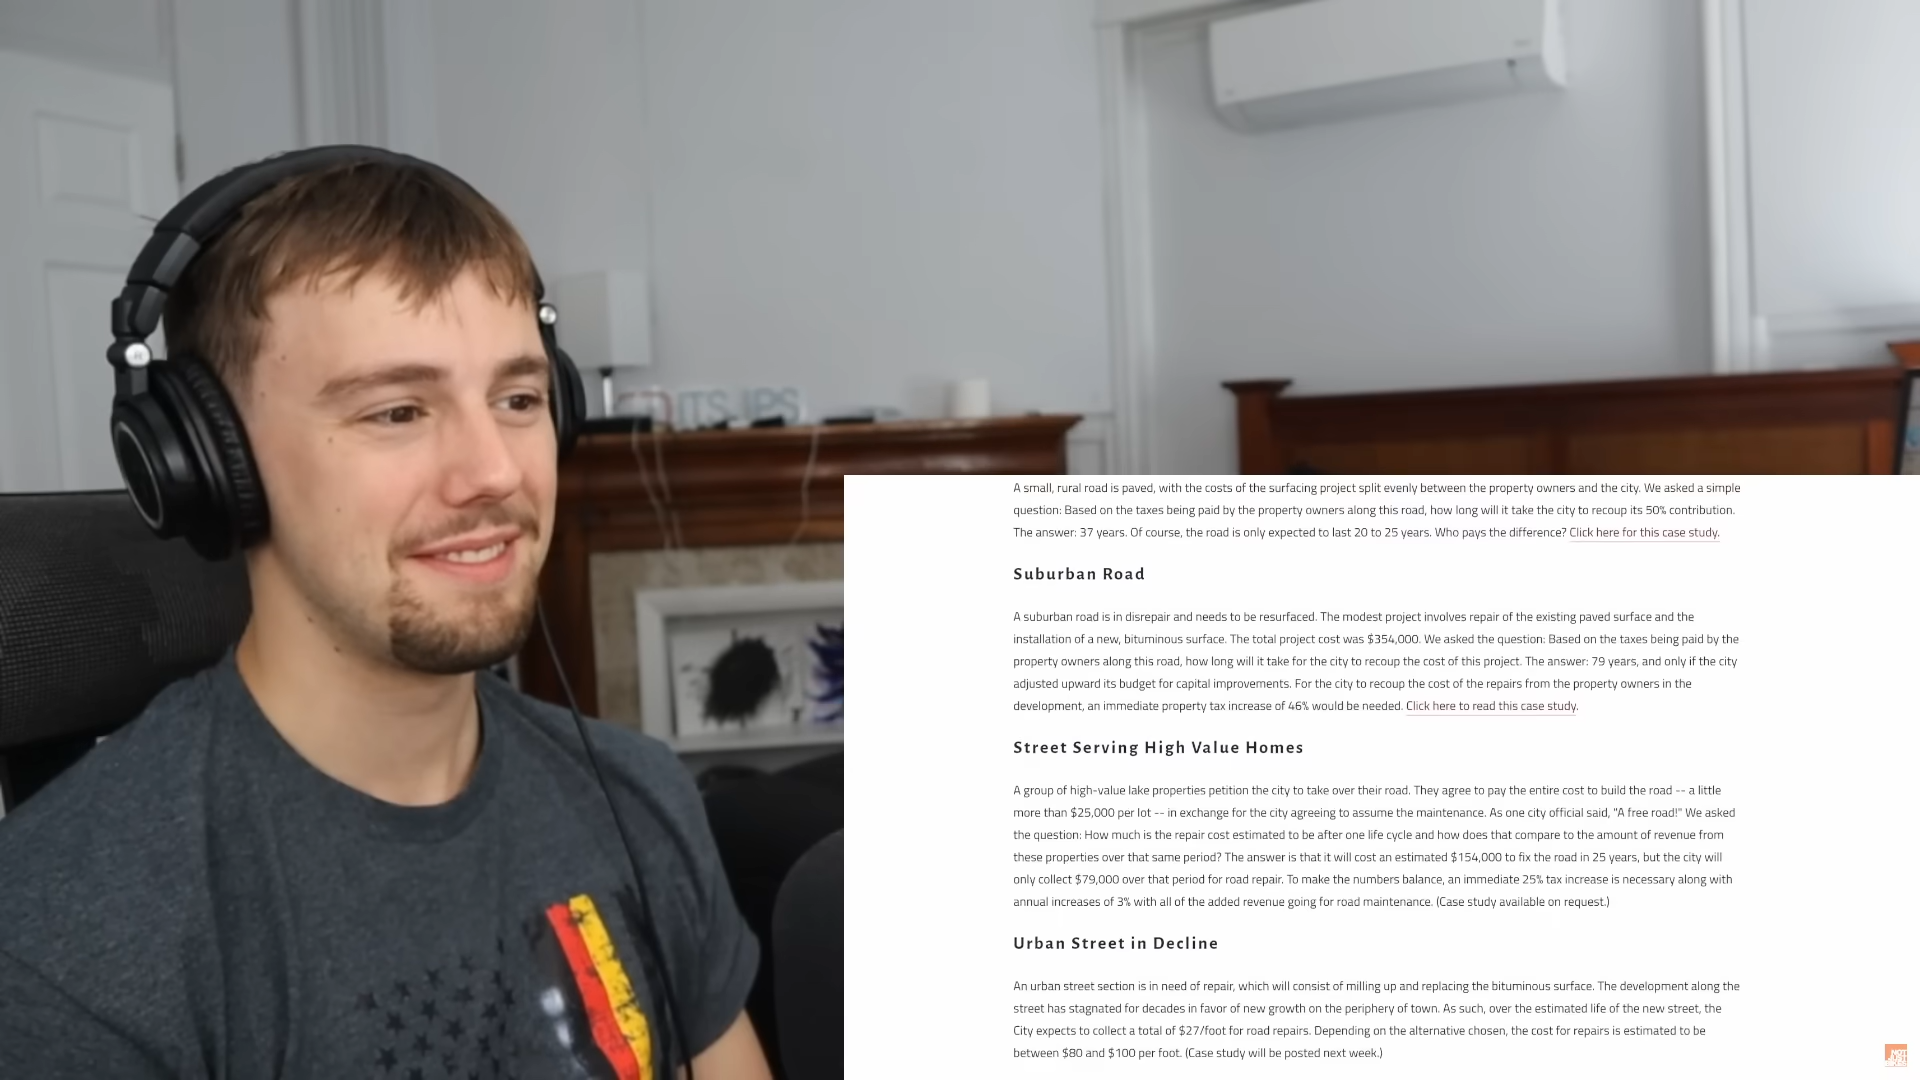 ITS JPS
A small, rural road is paved, with the costs of the surfacing project split evenly between the property owners and the city. We asked a simple
question: Based on the taxes being paid by the property owners along this road, how long will it take the city to recoup its 50% contribution.
The answer: 37 years. Of course, the road is only expected to last 20 to 25 years. Who pays the difference? Click here for this case study.
Suburban Road
A suburban road is in disrepair and needs to be resurfaced. The modest project involves repair of the existing paved surface and the
installation of a new, bituminous surface. The total project cost was $354,000. We asked the question: Based on the taxes being paid by the
property owners along this road, how long will it take for the city to recoup the cost of this project. The answer: 79 years, and only if the city
adjusted upward its budget for capital improvements. For the city to recoup the cost of the repairs from the property owners in the
development, an immediate property tax increase of 46% would be needed. Click here to read this case study.
Street Serving High Value Homes
A group of high-value lake properties petition the city to take over their road. They agree to pay the entire cost to build the road -- a little
more than $25,000 per lot -- in exchange for the city agreeing to assume the maintenance. As one city official said, "A free road!" We asked
the question: How much is the repair cost estimated to be after one life cycle and how does that compare to the amount of revenue from
these properties over that same period? The answer is that it will cost an estimated $154,000 to fix the road in 25 years, but the city will
only collect $79,000 over that period for road repair. To make the numbers balance, an immediate 25% tax increase is necessary along with
annual increases of 3% with all of the added revenue going for road maintenance. (Case study available on request.)
Urban Street in Decline
An urban street section is in need of repair, which will consist of milling up and replacing the bituminous surface. The development along the
street has stagnated for decades in favor of new growth on the periphery of town. As such, over the estimated life of the new street, the
City expects to collect a total of $27/foot for road repairs. Depending on the alternative chosen, the cost for repairs is estimated to be
between $80 and $100 per foot. (Case study will be posted next week.)
NOT
JUST
BIKES